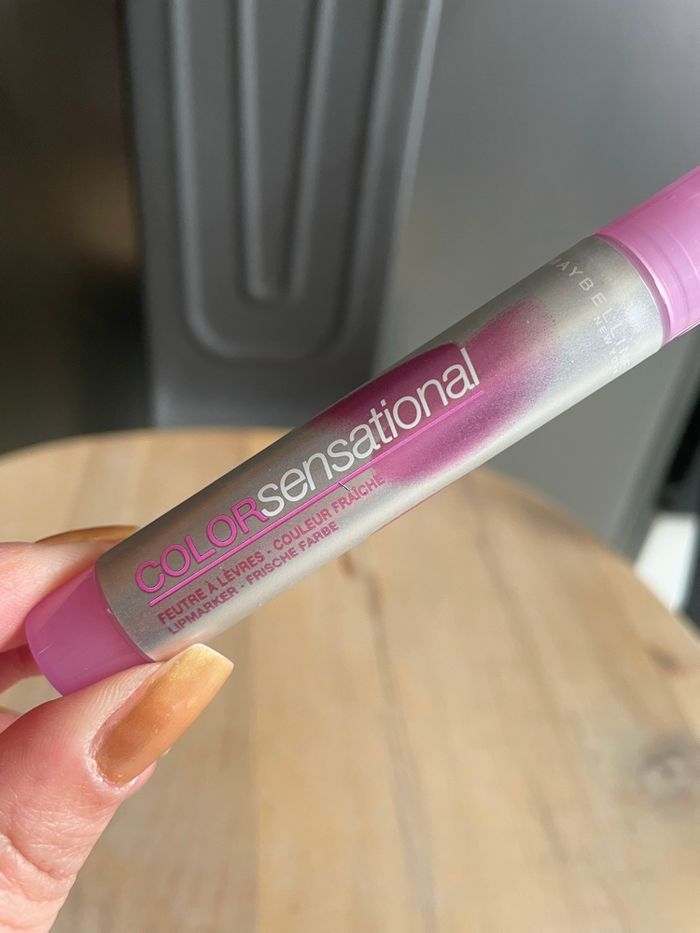 MAYBELLINE
NEW YORK
COLORsensational
FEUTRE À LÈVRES - COULEUR FRAÎCHE
LIPMARKER - FRISCHE FARBE